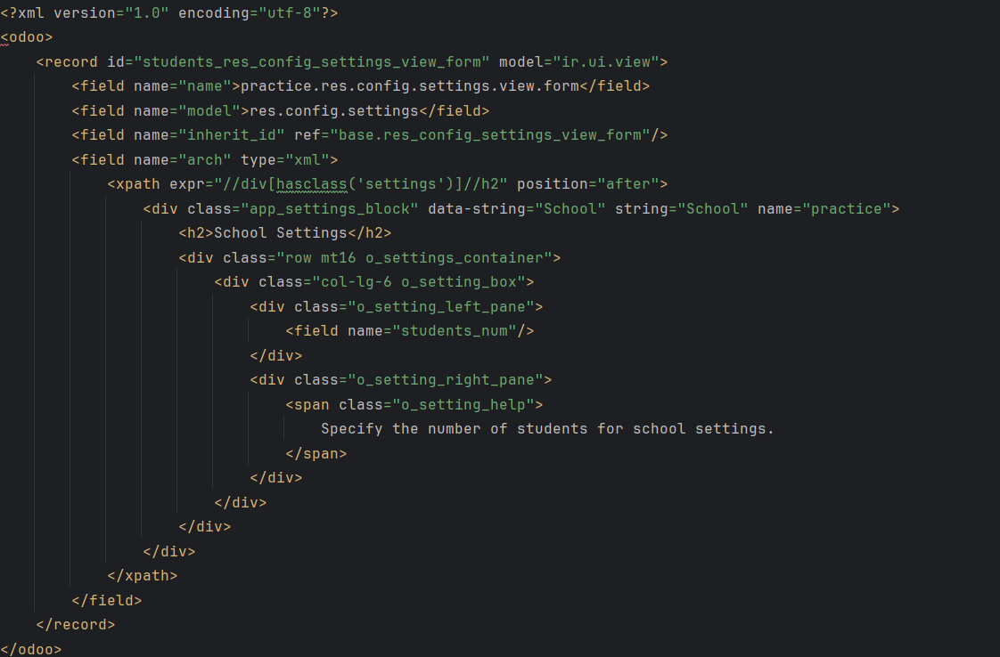 <?xml version="1.0" encoding="utf-8"?>
<odoo>
    <record id="students_res_config_settings_view_form" model="ir.ui.view">
        <field name="name">practice.res.config.settings.view.form</field>
        <field name="model">res.config.settings</field>
        <field name="inherit_id" ref="base.res_config_settings_view_form"/>
        <field name="arch" type="xml">
            <xpath expr="//div[hasclass('settings')]//h2" position="after">
                <div class="app_settings_block" data-string="School" string="School" name="practice">
                    <h2>School Settings</h2>
                    <div class="row mt16 o_settings_container">
                        <div class="col-lg-6 o_setting_box">
                            <div class="o_setting_left_pane">
                                <field name="students_num"/>
                            </div>
                            <div class="o_setting_right_pane">
                                <span class="o_setting_help">
                                    Specify the number of students for school settings.
                                </span>
                            </div>
                        </div>
                    </div>
                </div>
            </xpath>
        </field>
    </record>
</odoo>